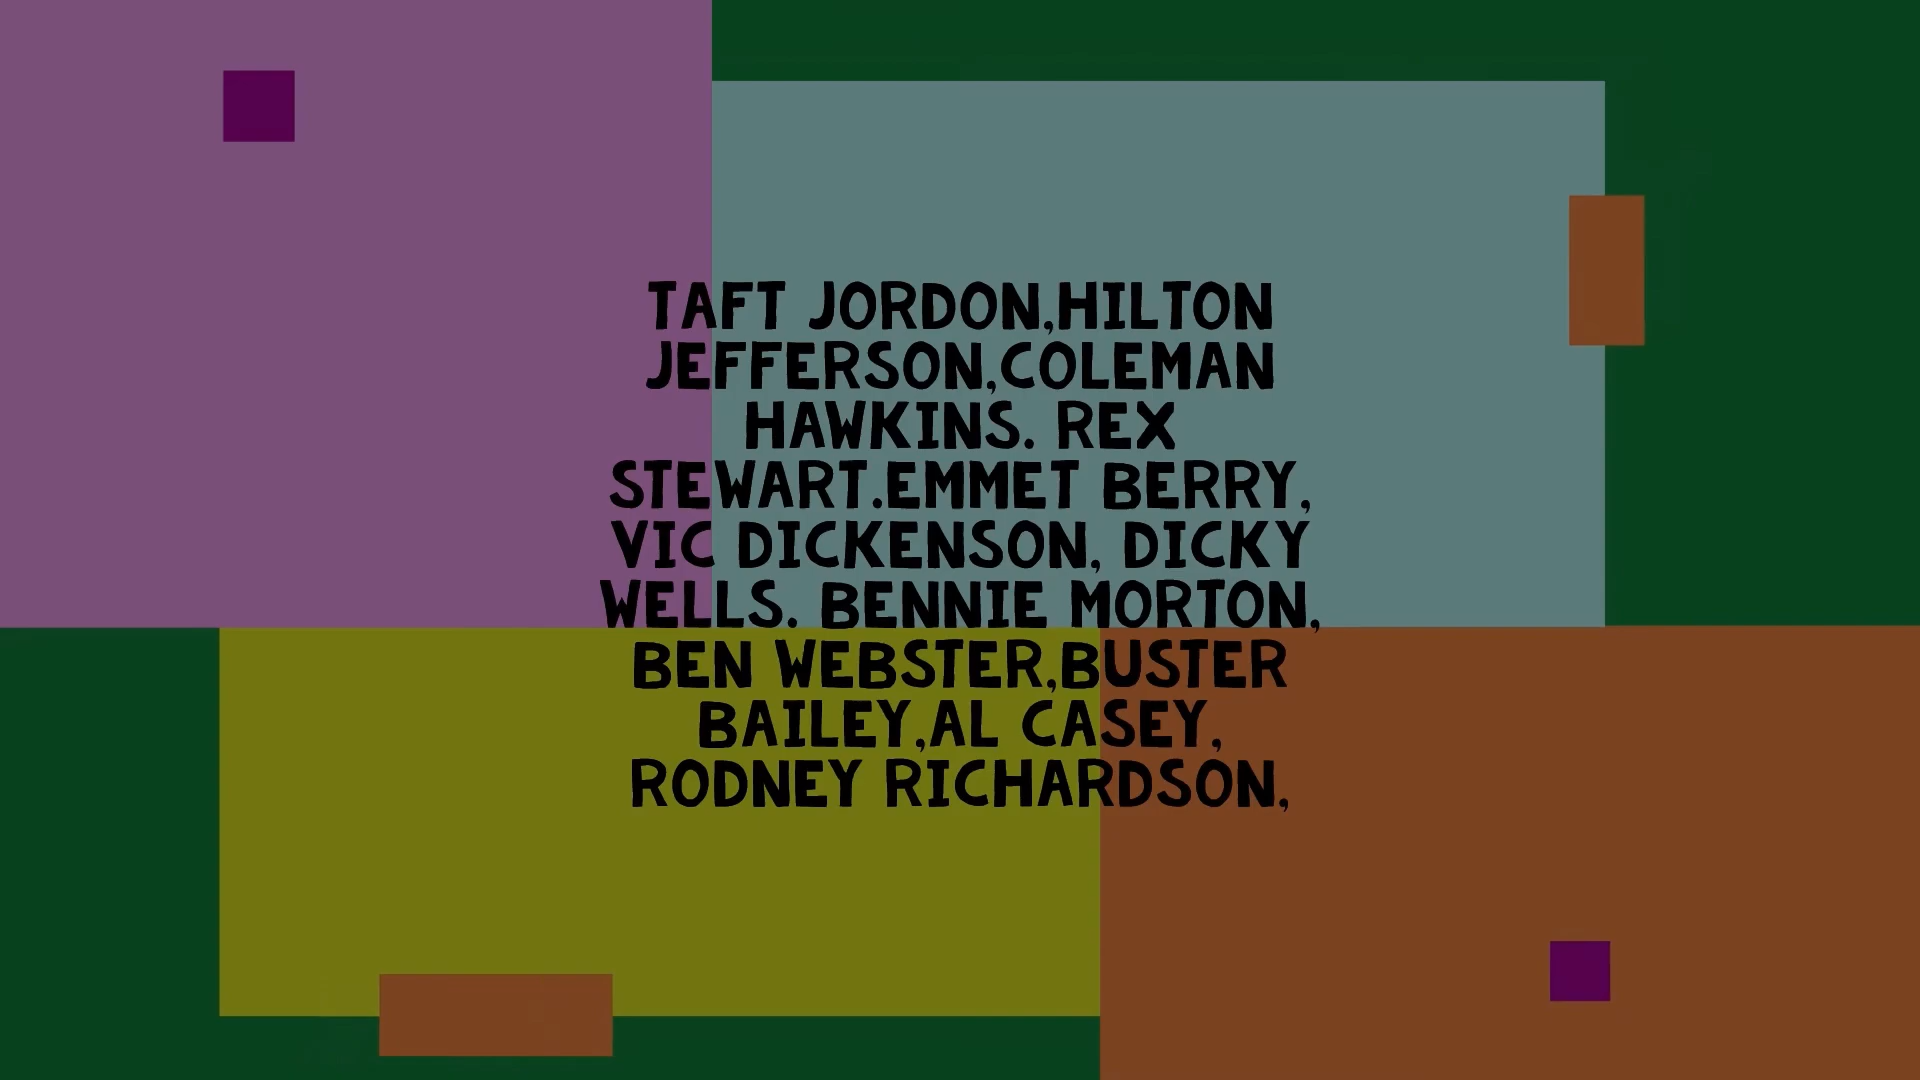 TAFT JORDON,HILTON
JEFFERSON,COLEMAN
HAWKINS. REX
STEWART.EMMET BERRY,
VIC DICKENSON, DICKY
WELLS. BENNIE MORTON,
BEN WEBSTER,BUSTER
BAILEY,AL CASEY,
RODNEY RICHARDSON,